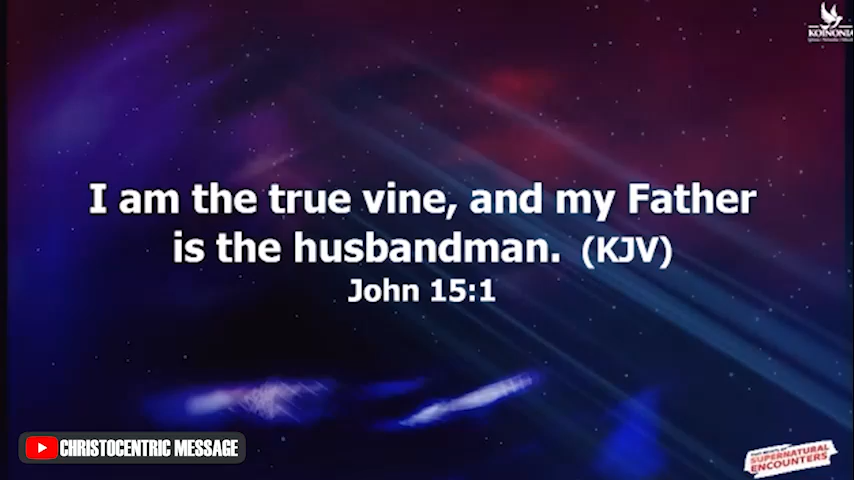 KOINONIA
I am the true vine, and my Father
is the husbandman. (KJV)
John 15:1
CHRISTOCENTRIC MESSAGE
SUPERNATURAL
ENCOUNTERS